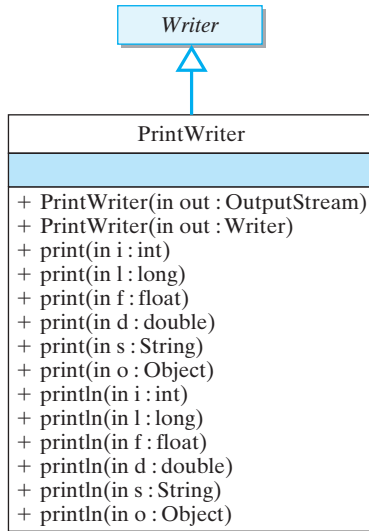 Writer
PrintWriter
+ PrintWriter(in out : OutputStream)
+ PrintWriter(in out : Writer)
+ print(in i : int)
+ print(in l : long)
+ print(in f : float)
+ print(in d : double)
+ print(in s : String)
+ print(in o : Object)
+ println(in i : int)
+ println(in l : long)
+ println(in f : float)
+ println(in d : double)
+ println(in s : String)
+ println(in o : Object)